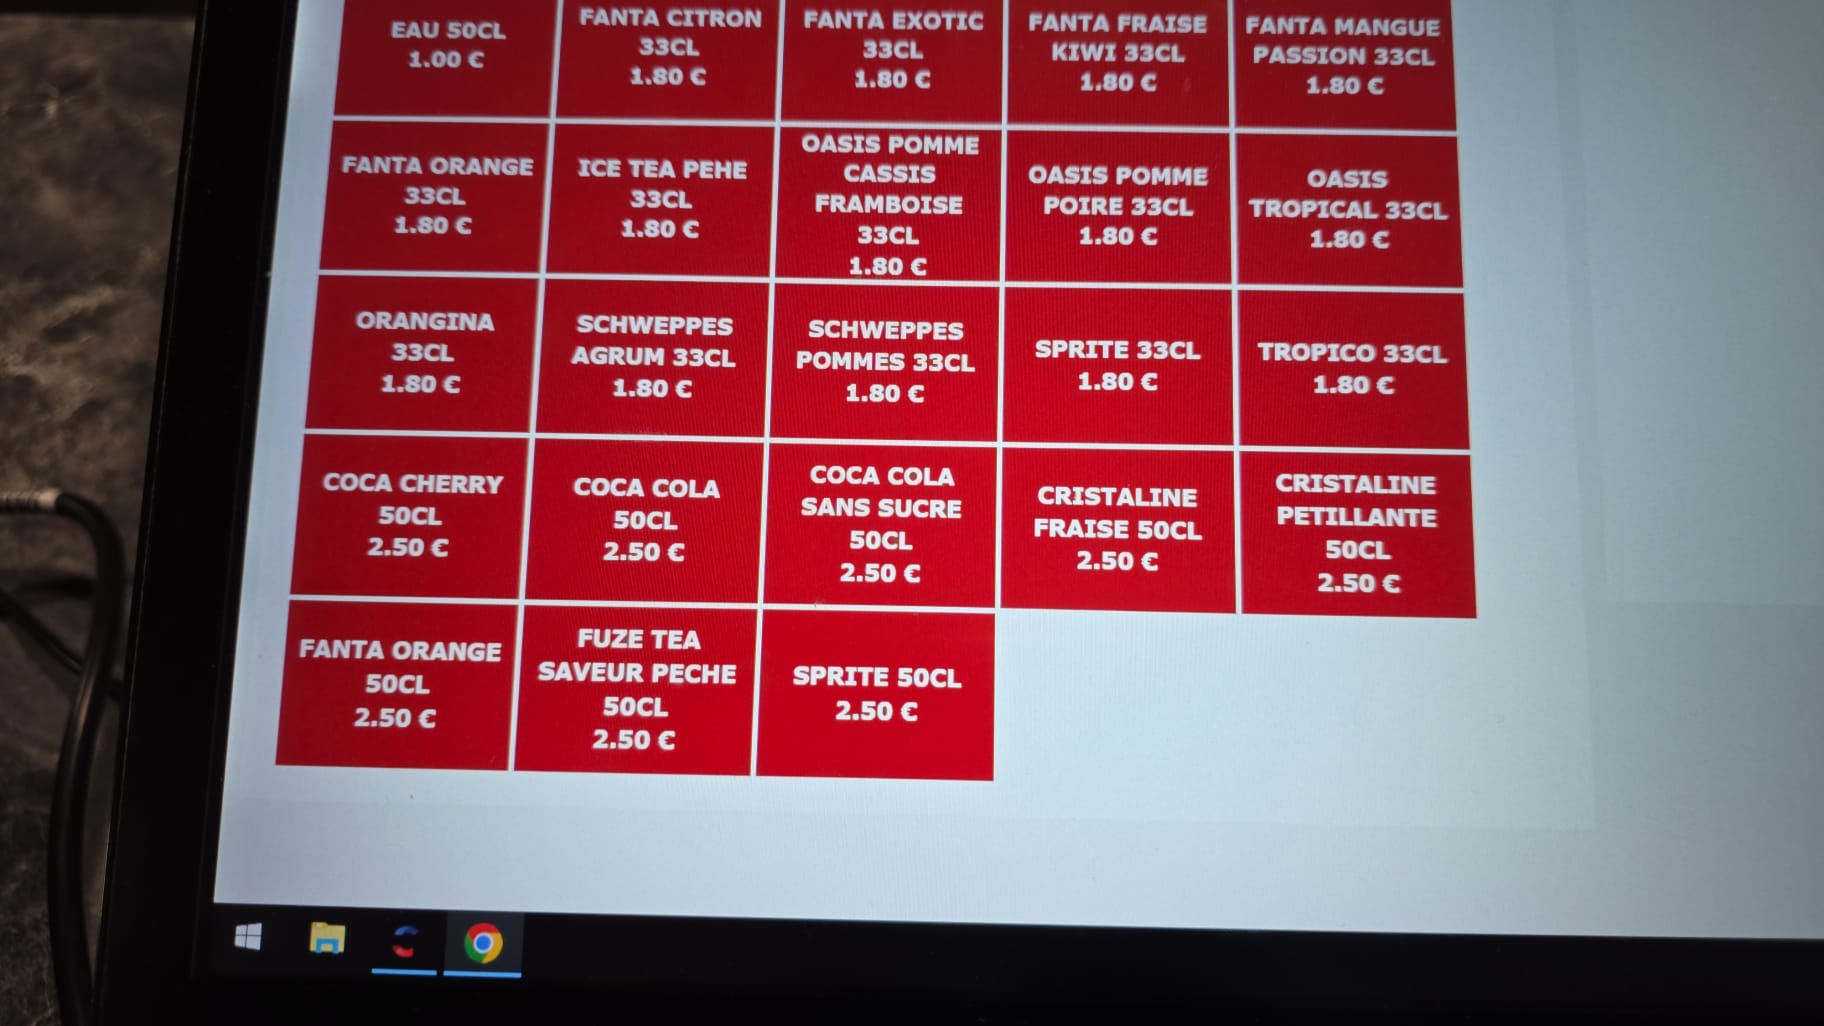 EAU 50CL
1.00 €
FANTA CITRON
33CL
1.80 €
FANTA EXOTIC
33CL
1.80 €
FANTA FRAISE
KIWI 33CL
1.80 €
FANTA MANGUE
PASSION 33CL
1.80 €
FANTA ORANGE
33CL
1.80 €
ICE TEA PEHE
33CL
1.80 €
OASIS POMME
CASSIS
FRAMBOISE
33CL
1.80 €
OASIS POMME
POIRE 33CL
1.80 €
OASIS
TROPICAL 33CL
1.80 €
ORANGINA
33CL
1.80 €
SCHWEPPES
AGRUM 33CL
1.80 €
SCHWEPPES
POMMES 33CL
1.80 €
SPRITE 33CL
1.80 €
TROPICO 33CL
1.80 €
COCA CHERRY
50CL
2.50 €
COCA COLA
50CL
2.50 €
COCA COLA
SANS SUCRE
50CL
2.50 €
CRISTALINE
FRAISE 50CL
2.50 €
CRISTALINE
PETILLANTE
50CL
2.50 €
FANTA ORANGE
50CL
2.50 €
FUZE TEA
SAVEUR PECHE
50CL
2.50 €
SPRITE 50CL
2.50 €